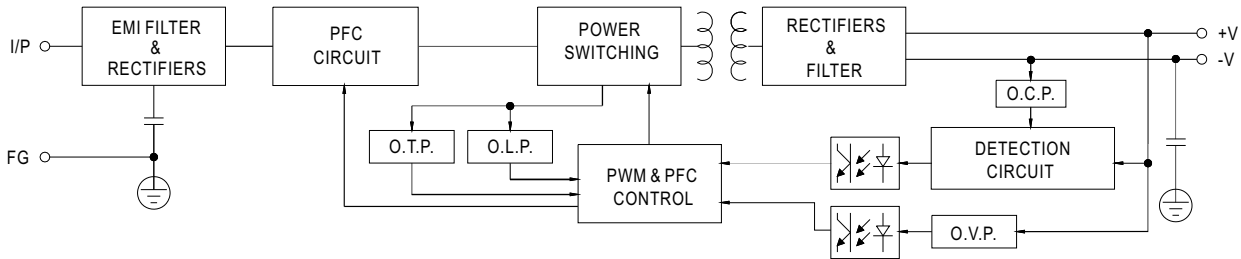 I/P
EMI FILTER
&
RECTIFIERS
PFC
CIRCUIT
POWER
SWITCHING
RECTIFIERS
&
FILTER
+V
-V
O.C.P.
FG
O.T.P.
O.L.P.
PWM & PFC
CONTROL
DETECTION
CIRCUIT
O.V.P.